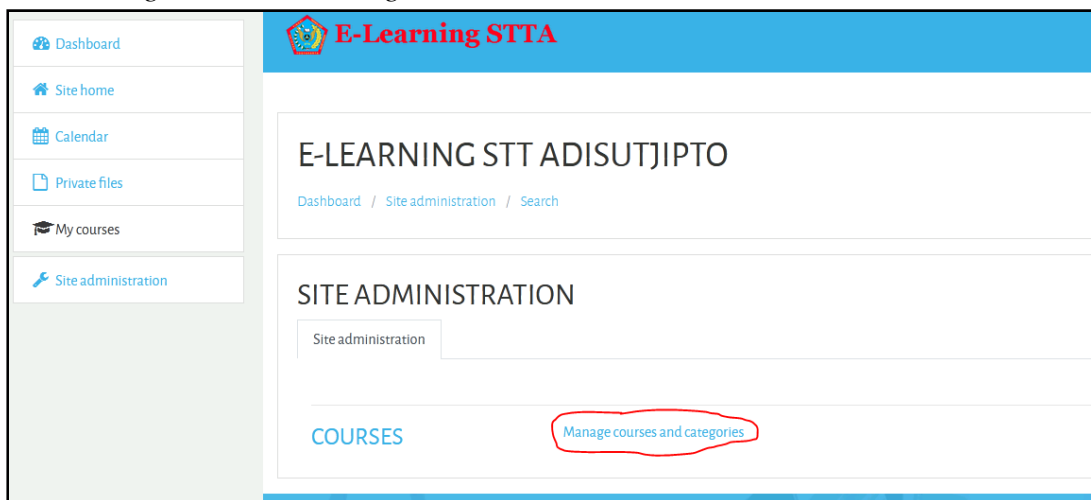 Dashboard
Site home
Calendar
Private files
My courses
Site administration
E-Learning STTA
E-LEARNING STT ADISUTJIPTO
Dashboard / Site administration / Search
SITE ADMINISTRATION
Site administration
COURSES Manage courses and categories